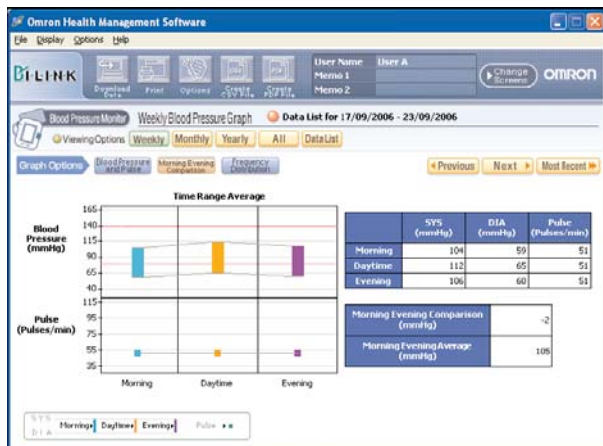 Omron Health Management Software
File Display Options Help
Bi-LINK
Download Data
Print
Options
Create CSV File
Create PDF File
User Name User A
Memo 1
Memo 2
Change Screens
OMRON
Blood Pressure Monitor Weekly Blood Pressure Graph Data List for 17/09/2006 - 23/09/2006
Viewing Options Weekly Monthly Yearly All Data List
Graph Options
Blood Pressure and Pulse
Morning Evening Comparison
Frequency Distribution
Previous Next Most Recent
Time Range Average
Blood Pressure (mmHg)
165
140
115
90
65
40
Pulse (Pulses/min)
115
95
75
55
35
Morning Daytime Evening
SYS (mmHg) DIA (mmHg) Pulse (Pulses/min)
Morning 104 59 51
Daytime 112 65 51
Evening 106 60 51
Morning Evening Comparison (mmHg) -2
Morning Evening Average (mmHg) 105
SYS
DIA
Morning Daytime Evening Pulse